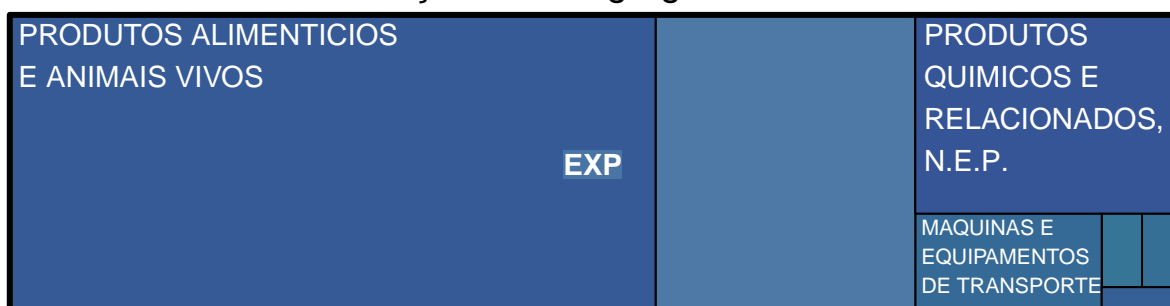 PRODUTOS ALIMENTICIOS
E ANIMAIS VIVOS
EXP
PRODUTOS
QUIMICOS E
RELACIONADOS,
N.E.P.
MAQUINAS E
EQUIPAMENTOS
DE TRANSPORTE